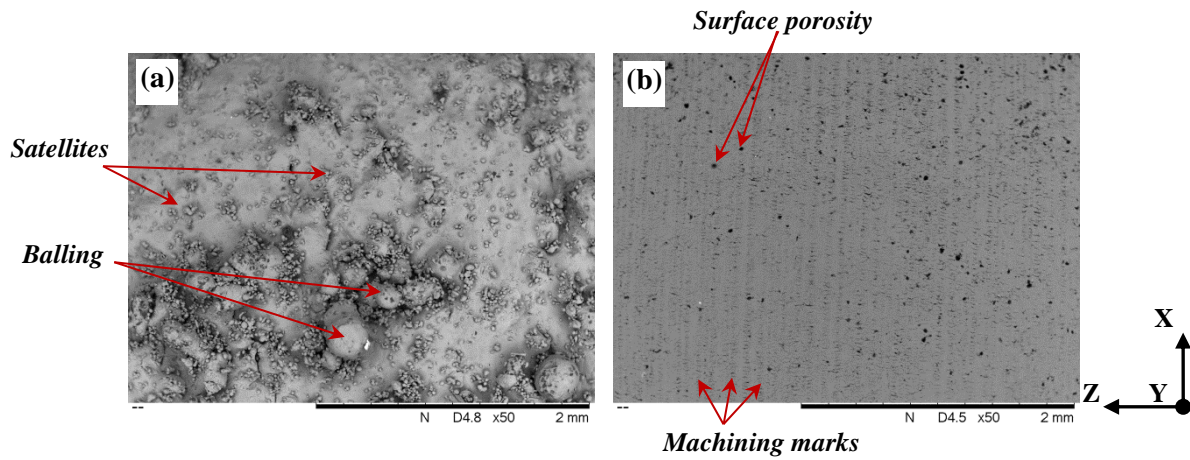 Surface porosity
(a)
(b)
Satellites
Balling
X
Z
Y
--
N D4.8 x50 2 mm
--
N D4.5 x50 2 mm
Machining marks